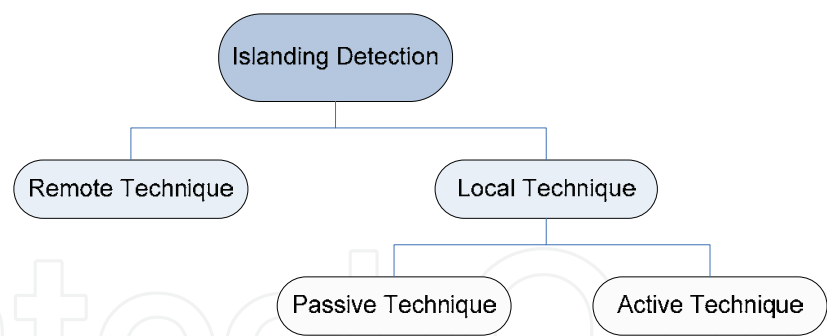 Islanding Detection
Remote Technique
Local Technique
Passive Technique
Active Technique